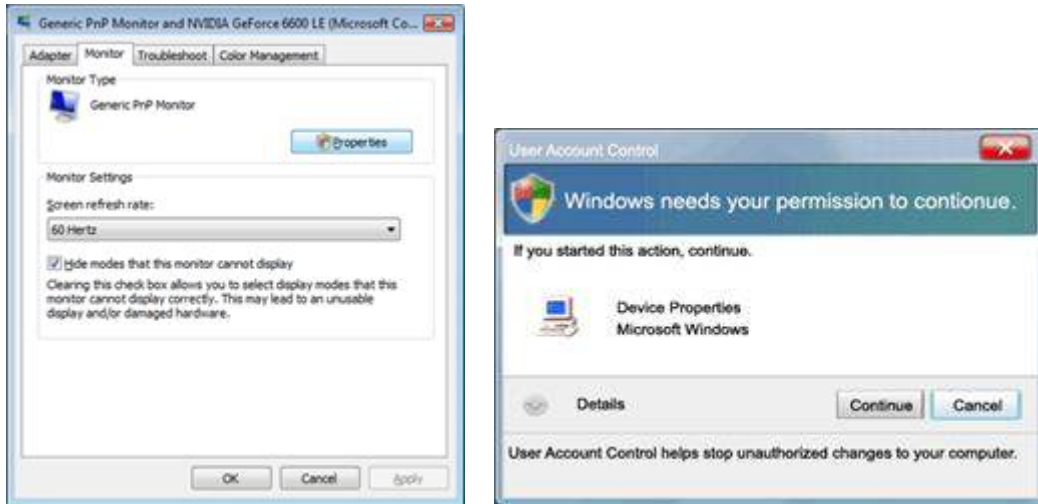 Generic PnP Monitor and NVIDIA GeForce 6600 LE (Microsoft Co...
Adapter Monitor Troubleshoot Color Management
Monitor Type
Generic PnP Monitor
Properties
Monitor Settings
Screen refresh rate:
60 Hertz
Hide modes that this monitor cannot display
Clearing this check box allows you to select display modes that this
monitor cannot display correctly. This may lead to an unusable
display and/or damaged hardware.
OK Cancel Apply
User Account Control
Windows needs your permission to contionue.
If you started this action, continue.
Device Properties
Microsoft Windows
Details Continue Cancel
User Account Control helps stop unauthorized changes to your computer.